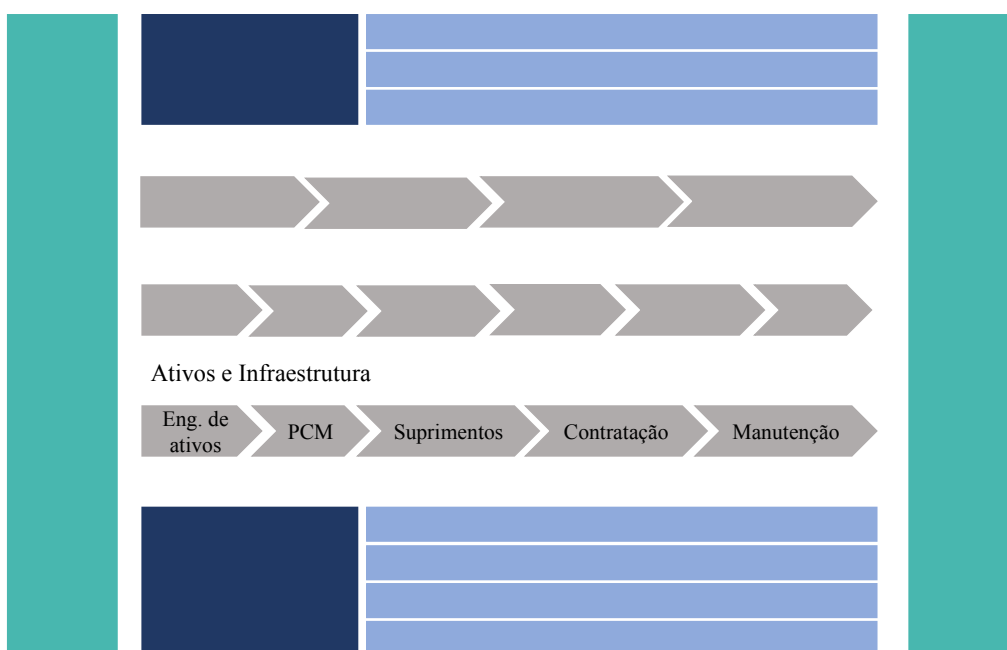 Ativos e Infraestrutura
Eng. de
ativos
PCM
Suprimentos
Contratação
Manutenção